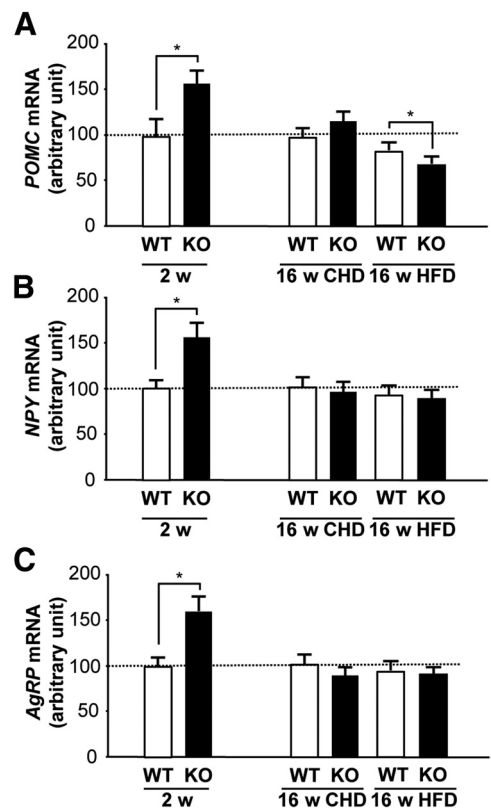 A
POMC mRNA
(arbitrary unit)
200
150
100
50
0
*
*
WT KO WT KO WT KO
2 w 16 w CHD 16 w HFD
B
NPY mRNA
(arbitrary unit)
200
150
100
50
0
*
WT KO WT KO WT KO
2 w 16 w CHD 16 w HFD
C
AgRP mRNA
(arbitrary unit)
200
150
100
50
0
*
WT KO WT KO WT KO
2 w 16 w CHD 16 w HFD